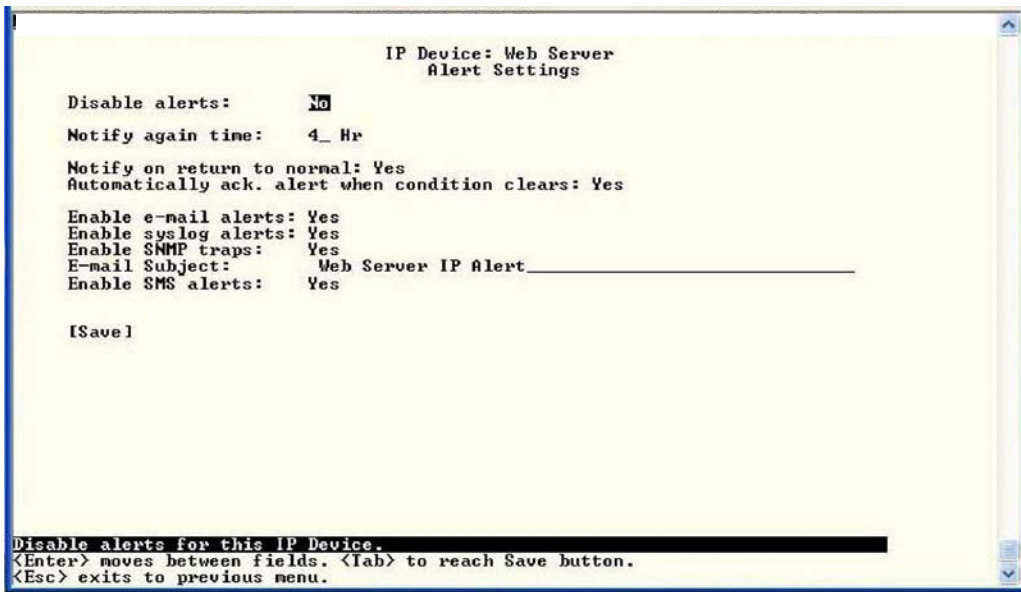 IP Device: Web Server
Alert Settings
Disable alerts: No
Notify again time: 4_ Hr
Notify on return to normal: Yes
Automatically ack. alert when condition clears: Yes
Enable e-mail alerts: Yes
Enable syslog alerts: Yes
Enable SNMP traps: Yes
E-mail Subject: Web Server IP Alert
Enable SMS alerts: Yes
[Save]
Disable alerts for this IP Device.
<Enter> moves between fields. <Tab> to reach Save button.
<Esc> exits to previous menu.